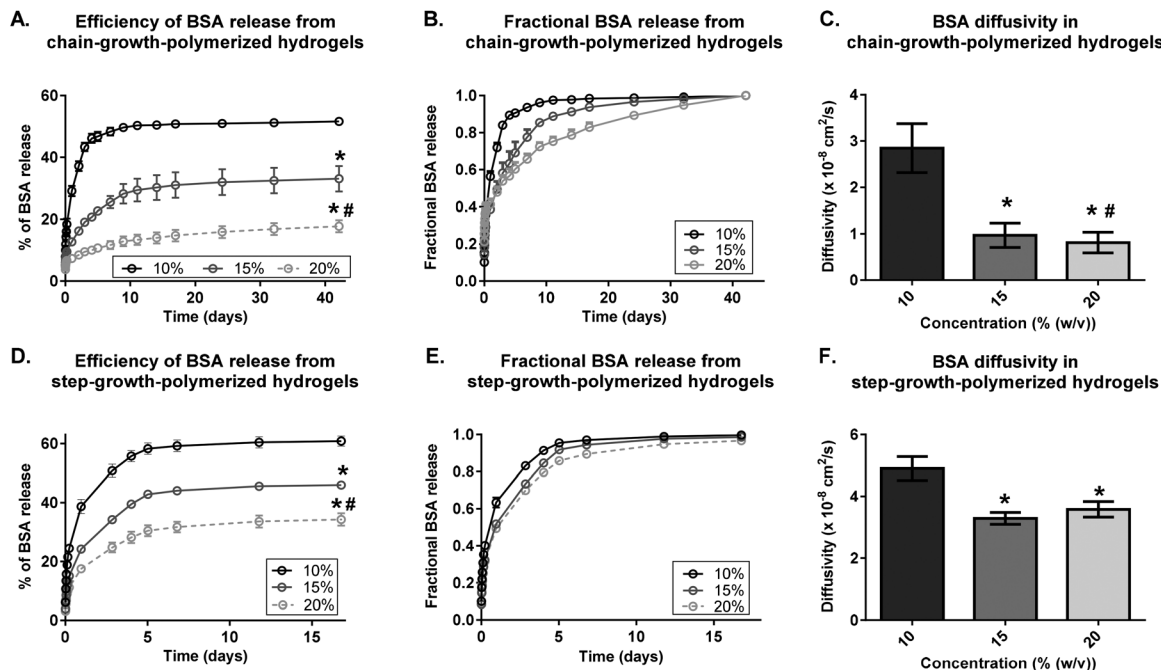 A.
Efficiency of BSA release from
chain-growth-polymerized hydrogels
% of BSA release
60
40
20
0
*
* #
10% 15% 20%
0 10 20 30 40
Time (days)
B.
Fractional BSA release from
chain-growth-polymerized hydrogels
Fractional BSA release
1.0
0.8
0.6
0.4
0.2
0.0
10%
15%
20%
0 10 20 30 40
Time (days)
C.
BSA diffusivity in
chain-growth-polymerized hydrogels
Diffusivity (x 10-8 cm2/s)
4
3
2
1
0
*
* #
10 15 20
Concentration (% (w/v))
D.
Efficiency of BSA release from
step-growth-polymerized hydrogels
% of BSA release
60
40
20
0
*
*#
10%
15%
20%
0 5 10 15
Time (days)
E.
Fractional BSA release from
step-growth-polymerized hydrogels
Fractional BSA release
1.0
0.8
0.6
0.4
0.2
0.0
10%
15%
20%
0 5 10 15
Time (days)
F.
BSA diffusivity in
step-growth-polymerized hydrogels
Diffusivity (x 10-8 cm2/s)
6
4
2
0
*
*
10 15 20
Concentration (% (w/v))